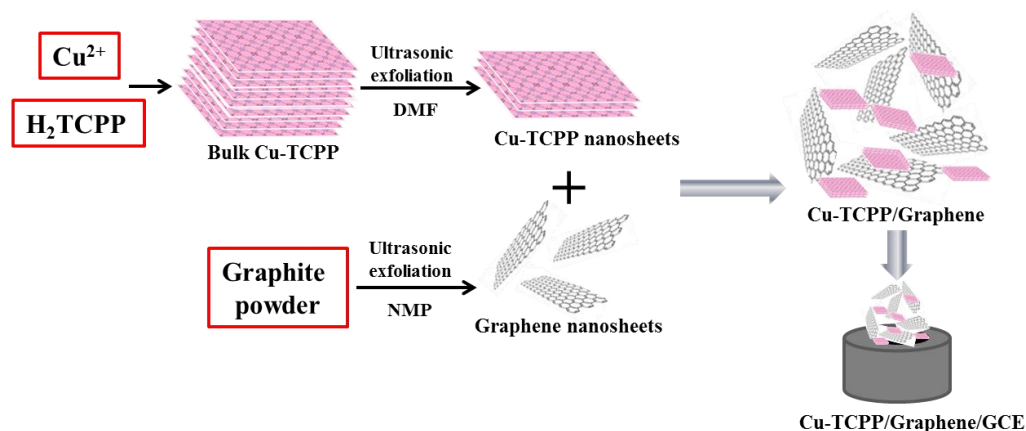 Cu²⁺
H₂TCPP
Bulk Cu-TCPP
Ultrasonic
exfoliation
DMF
Cu-TCPP nanosheets
+
Graphite
powder
Ultrasonic
exfoliation
NMP
Graphene nanosheets
Cu-TCPP/Graphene
Cu-TCPP/Graphene/GCE